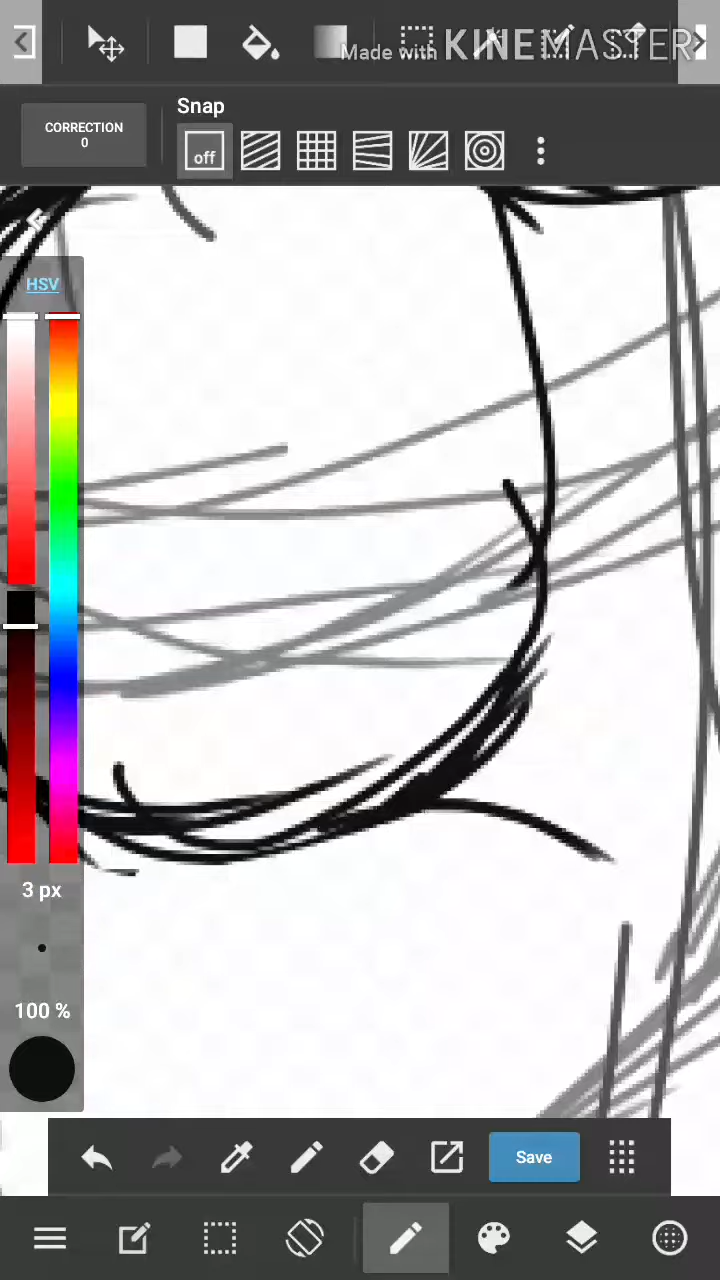 Made with KINEMASTER
CORRECTION
0
Snap
off
HSV
3 px
100 %
Save